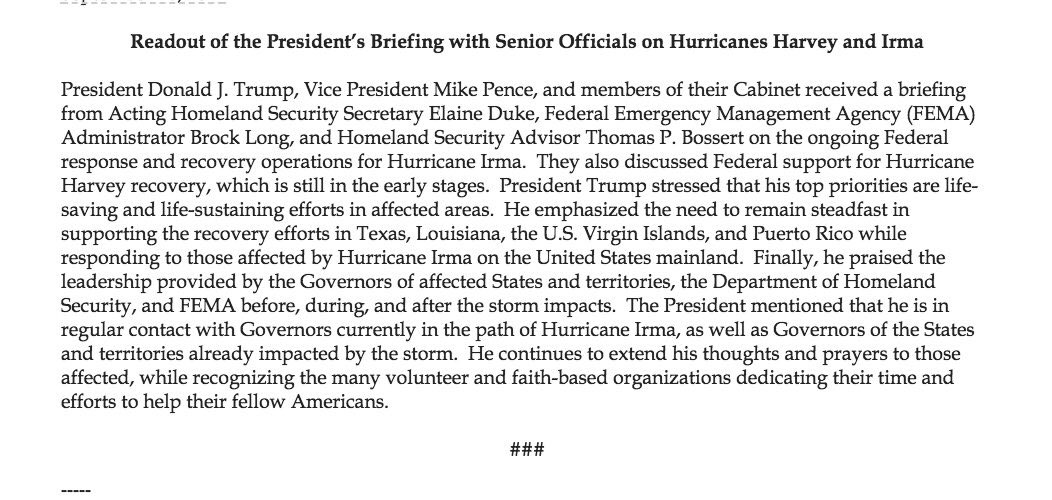 Readout of the President's Briefing with Senior Officials on Hurricanes Harvey and Irma
President Donald J. Trump, Vice President Mike Pence, and members of their Cabinet received a briefing
from Acting Homeland Security Secretary Elaine Duke, Federal Emergency Management Agency (FEMA)
Administrator Brock Long, and Homeland Security Advisor Thomas P. Bossert on the ongoing Federal
response and recovery operations for Hurricane Irma.  They also discussed Federal support for Hurricane
Harvey recovery, which is still in the early stages.  President Trump stressed that his top priorities are life-
saving and life-sustaining efforts in affected areas.  He emphasized the need to remain steadfast in
supporting the recovery efforts in Texas, Louisiana, the U.S. Virgin Islands, and Puerto Rico while
responding to those affected by Hurricane Irma on the United States mainland.  Finally, he praised the
leadership provided by the Governors of affected States and territories, the Department of Homeland
Security, and FEMA before, during, and after the storm impacts.  The President mentioned that he is in
regular contact with Governors currently in the path of Hurricane Irma, as well as Governors of the States
and territories already impacted by the storm.  He continues to extend his thoughts and prayers to those
affected, while recognizing the many volunteer and faith-based organizations dedicating their time and
efforts to help their fellow Americans.
###
-----